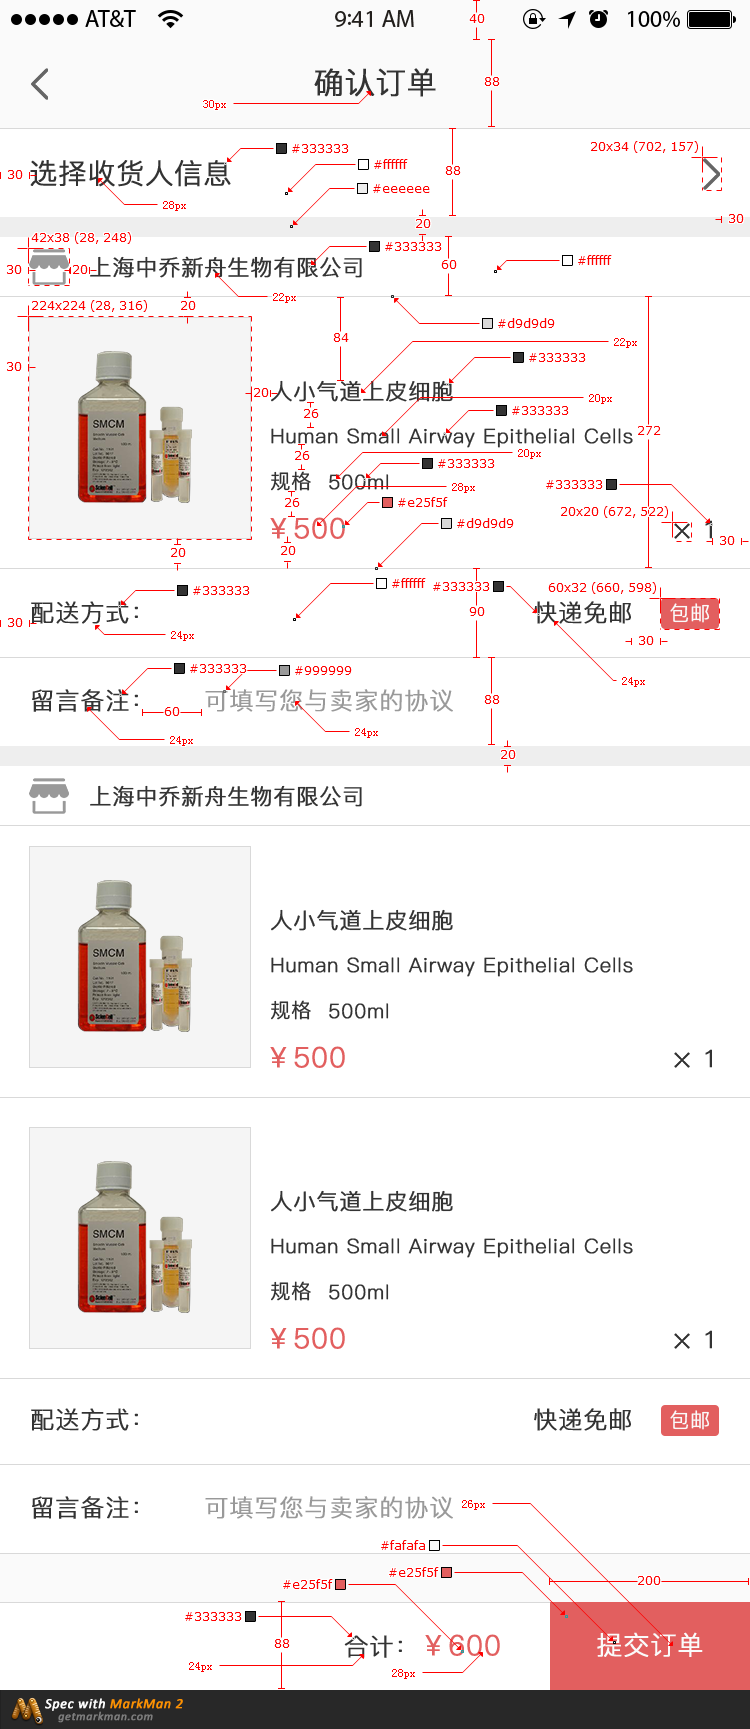 AT&T 9:41 AM 100%
40
88
确认订单
30px
#333333
20x34 (702, 157)
#ffffff
88
30
选择收货人信息
#eeeeee
28px
20
30
42x38 (28, 248)
#333333
60
#ffffff
30
20
上海中乔新舟生物有限公司
22px
224x224 (28, 316)
20
#d9d9d9
84
22px
#333333
30
20
人小气道上皮细胞
20px
26
#333333
272
Human Small Airway Epithelial Cells
20px
26
#333333
规格 500ml
28px
#333333
26
#e25f5f
20x20 (672, 522)
¥500
#d9d9d9
× 1
30
20
20
#333333
#ffffff
#333333
60x32 (660, 598)
30
配送方式:
90
快递免邮 包邮
24px
30
#333333
#999999
24px
留言备注:
60
可填写您与卖家的协议
88
24px
24px
20
上海中乔新舟生物有限公司
SMCM
人小气道上皮细胞
Human Small Airway Epithelial Cells
规格 500ml
¥500
× 1
SMCM
人小气道上皮细胞
Human Small Airway Epithelial Cells
规格 500ml
¥500
× 1
SMCM
配送方式:
快递免邮 包邮
留言备注:
可填写您与卖家的协议
26px
#fafafa
#e25f5f
#e25f5f
200
#333333
88
合计:
¥600
提交订单
24px
28px
Spec with MarkMan 2
getmarkman.com